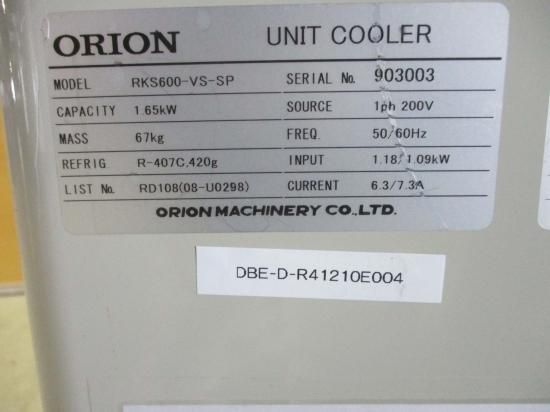 ORION UNIT COOLER
MODEL RKS600-VS-SP SERIAL No. 903003
CAPACITY 1.65kW SOURCE 1ph 200V
MASS 67kg FREQ. 50/60Hz
REFRIG R-407C,420g INPUT 1.18/1.09kW
LIST No. RD108(08-U0298) CURRENT 6.3/7.3A
ORION MACHINERY CO.,LTD.
DBE-D-R41210E004